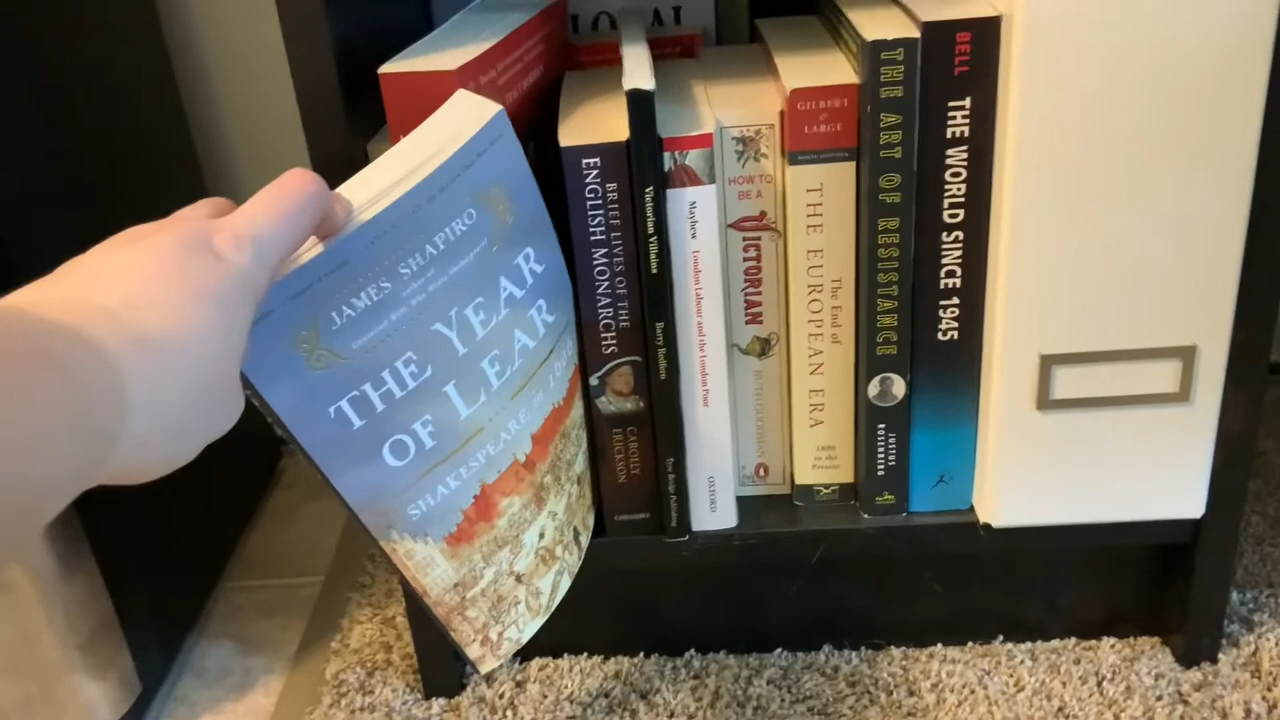 JAMES SHAPIRO
THE YEAR
OF LEAR
SHAKESPEARE
BRIEF LIVES OF THE
ENGLISH MONARCHS
CAROLLY
ERICKSON
Victorian Villains
Barry Redfern
Mayhew
London Labour and the London Poor
OXFORD
HOW TO
BE A
VICTORIAN
RUTH GOODMAN
GILBERT
&
LARGE
The End of
THE EUROPEAN ERA
1890
to the
Present
THE ART OF RESISTANCE
JUSTUS
ROSENBERG
BELL
THE WORLD SINCE 1945